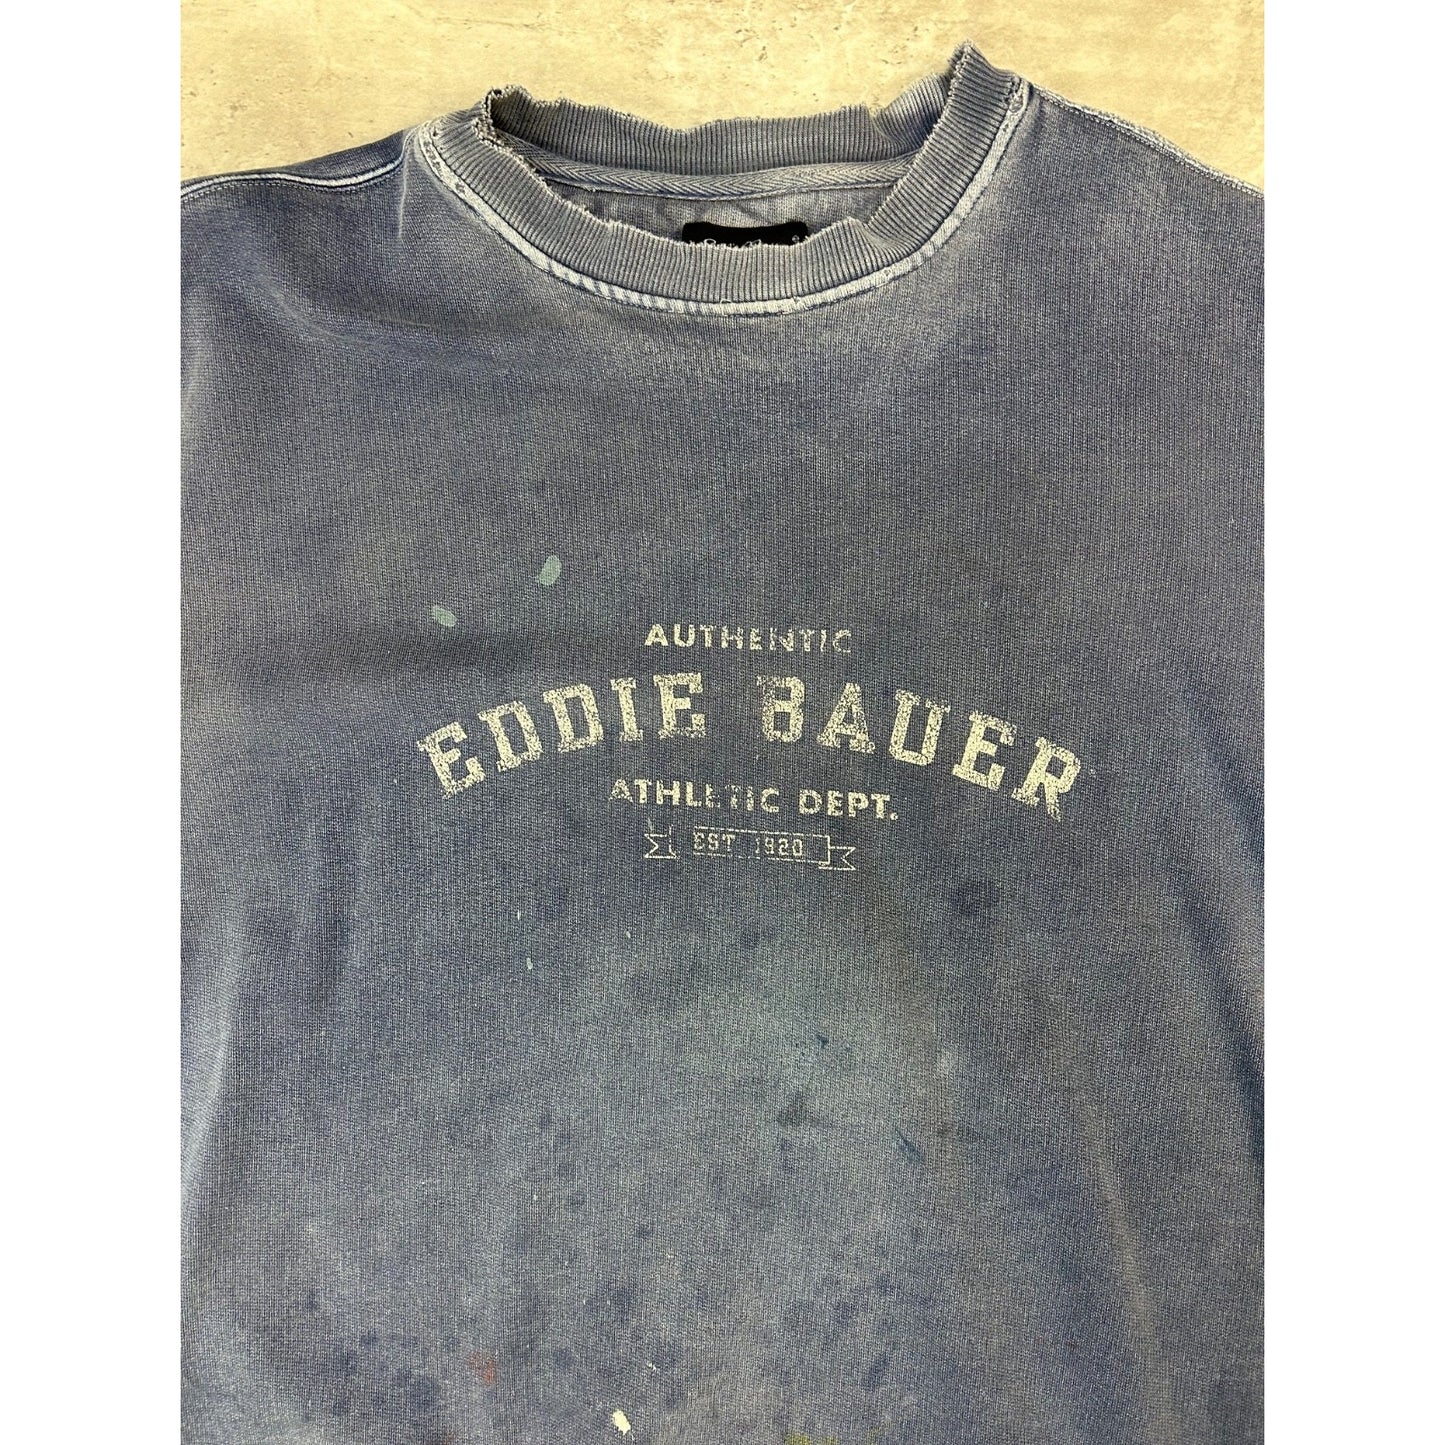 AUTHENTIC
EDDIE BAUER
ATHLETIC DEPT.
EST 1920